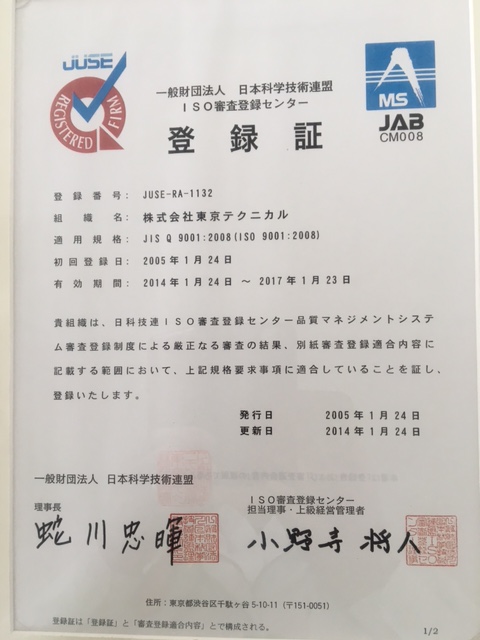 JUSE
REGISTERED FIRM
MS
JAB
CM008
一般財団法人 日本科学技術連盟
ISO審査登録センター
登録証
登録番号: JUSE-RA-1132
組織名: 株式会社東京テクニカル
適用規格: JIS Q 9001:2008(ISO 9001:2008)
初回登録日: 2005年1月24日
有効期間: 2014年1月24日 ～ 2017年1月23日
貴組織は、日科技連ISO審査登録センター品質マネジメントシステ
ム審査登録制度による厳正なる審査の結果、別紙審査登録適合内容に
記載する範囲において、上記規格要求事項に適合していることを証し、
登録いたします。
発行日 2005年1月24日
更新日 2014年1月24日
一般財団法人 日本科学技術連盟
理事長
蛇川忠暉
ISO審査登録センター
担当理事・上級経営管理者
小野寺将人
住所：東京都渋谷区千駄ヶ谷5-10-11（〒151-0051）
登録証は「登録証」と「審査登録適合内容」とで構成される。
1/2